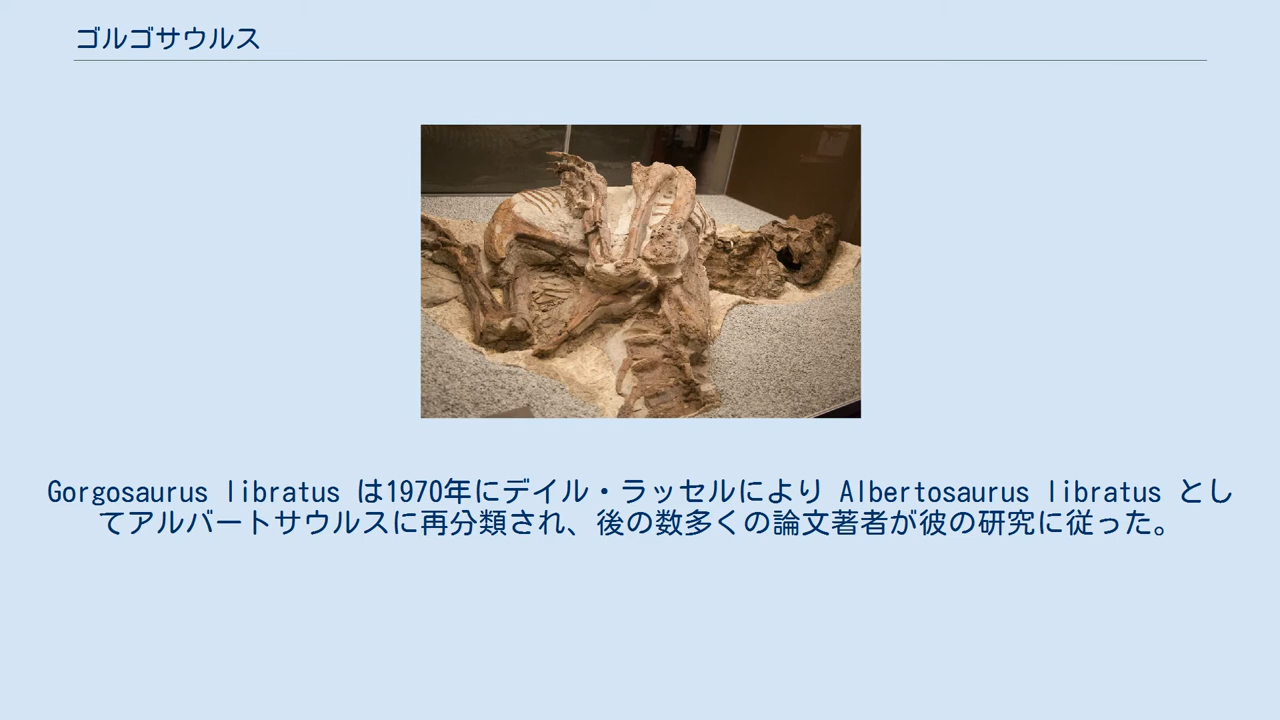 ゴルゴサウルス
Gorgosaurus libratus は1970年にデイル・ラッセルにより Albertosaurus libratus とし
てアルバートサウルスに再分類され、後の数多くの論文著者が彼の研究に従った。